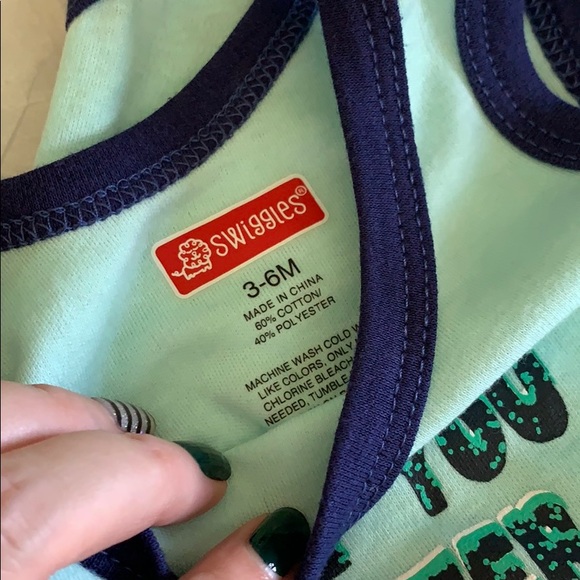 SWiggles®
3-6M
MADE IN CHINA
60% COTTON/
40% POLYESTER
MACHINE WASH COLD
LIKE COLORS, ONLY
CHLORINE BLEACH
NEEDED, TUMBLE